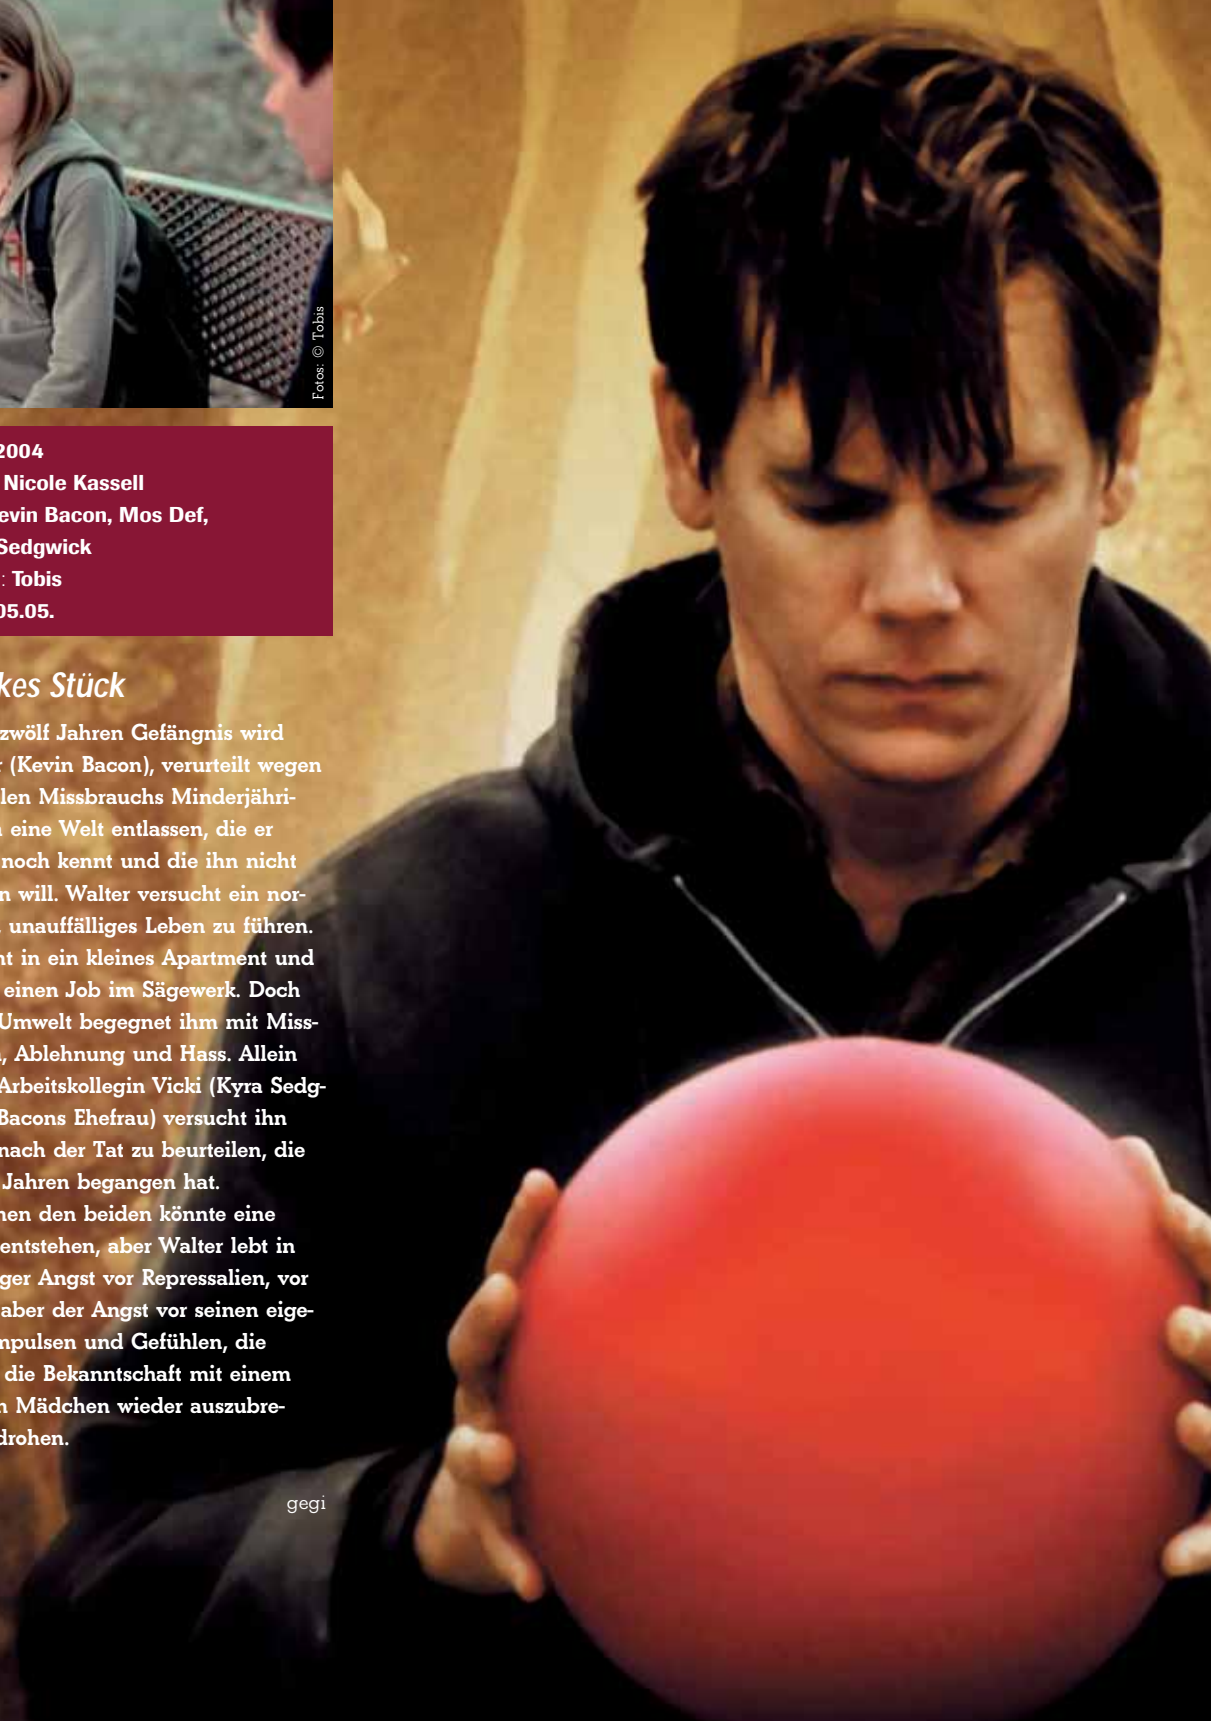 Fotos: © Tobis
2004
Nicole Kassell
evin Bacon, Mos Def,
Sedgwick
: Tobis
05.05.
kes Stück
zwölf Jahren Gefängnis wird
r (Kevin Bacon), verurteilt wegen
len Missbrauchs Minderjähri-
n eine Welt entlassen, die er
noch kennt und die ihn nicht
n will. Walter versucht ein nor-
, unauffälliges Leben zu führen.
ht in ein kleines Apartment und
einen Job im Sägewerk. Doch
Umwelt begegnet ihm mit Miss-
, Ablehnung und Hass. Allein
Arbeitskollegin Vicki (Kyra Sedg-
Bacons Ehefrau) versucht ihn
nach der Tat zu beurteilen, die
Jahren begangen hat.
hen den beiden könnte eine
entstehen, aber Walter lebt in
ger Angst vor Repressalien, vor
aber der Angst vor seinen eige-
mpulsen und Gefühlen, die
die Bekanntschaft mit einem
n Mädchen wieder auszubre-
drohen.
gegi